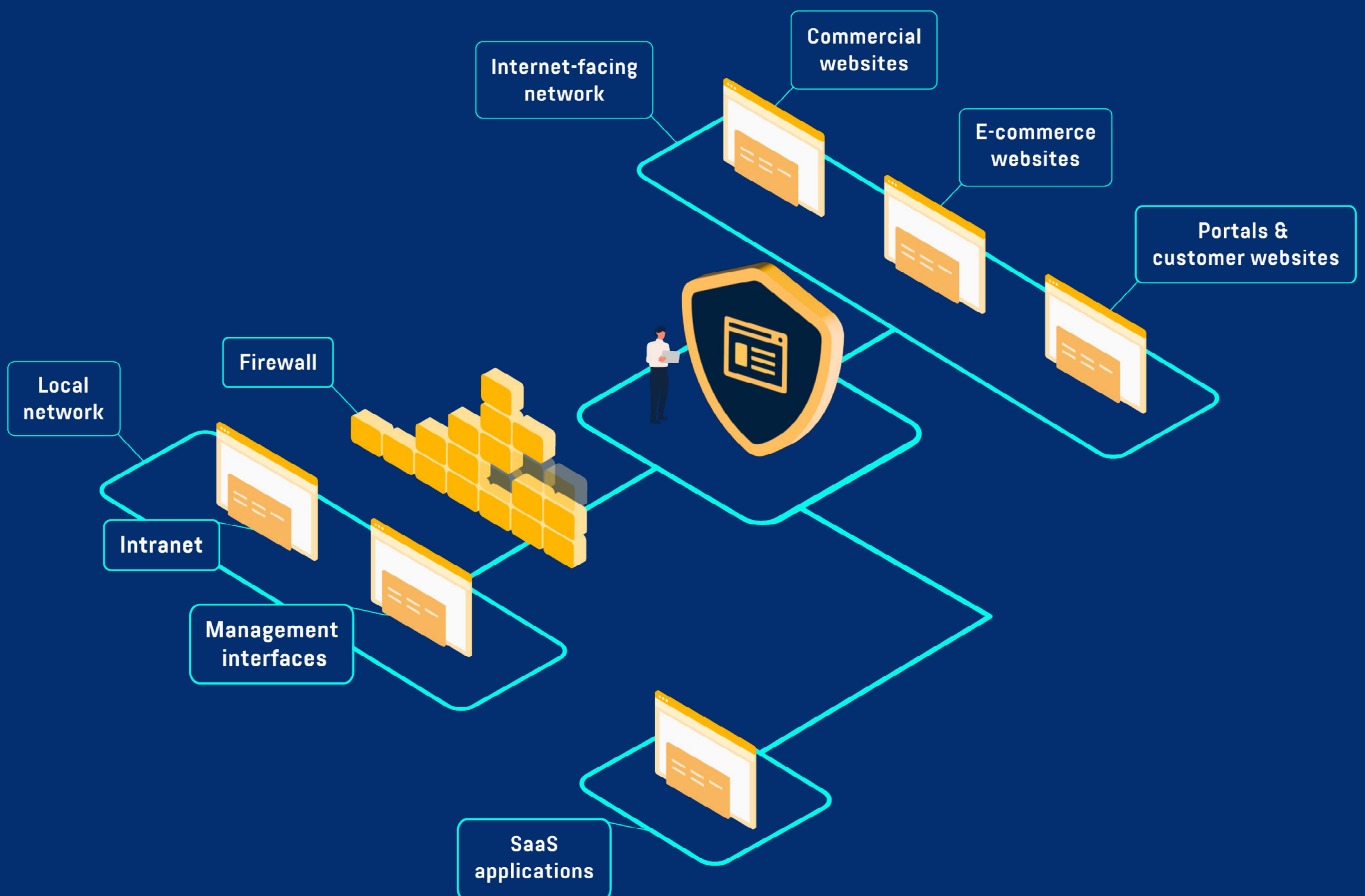 Commercial
websites
Internet-facing
network
E-commerce
websites
Portals &
customer websites
Firewall
Local
network
Intranet
Management
interfaces
SaaS
applications